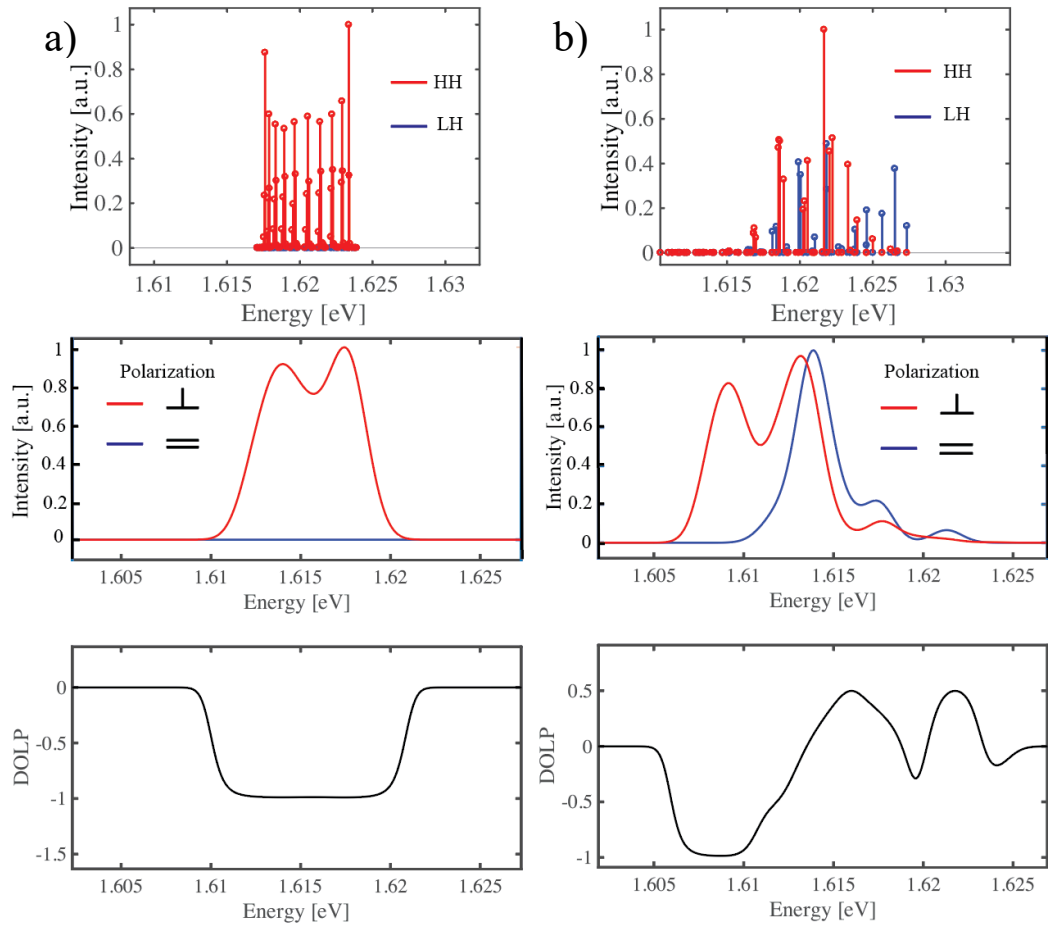 a)
Intensity [a.u.]
1
0.8
0.6
0.4
0.2
0
HH
LH
1.61 1.615 1.62 1.625 1.63
Energy [eV]
b)
Intensity [a.u.]
1
0.8
0.6
0.4
0.2
0
HH
LH
1.615 1.62 1.625 1.63
Energy [eV]
Intensity [a.u.]
1
0.8
0.6
0.4
0.2
0
Polarization
1.605 1.61 1.615 1.62 1.625
Energy [eV]
Intensity [a.u.]
1
0.8
0.6
0.4
0.2
0
Polarization
1.605 1.61 1.615 1.62 1.625
Energy [eV]
DOLP
0
-0.5
-1
-1.5
1.605 1.61 1.615 1.62 1.625
Energy [eV]
DOLP
0.5
0
-0.5
-1
1.605 1.61 1.615 1.62 1.625
Energy [eV]